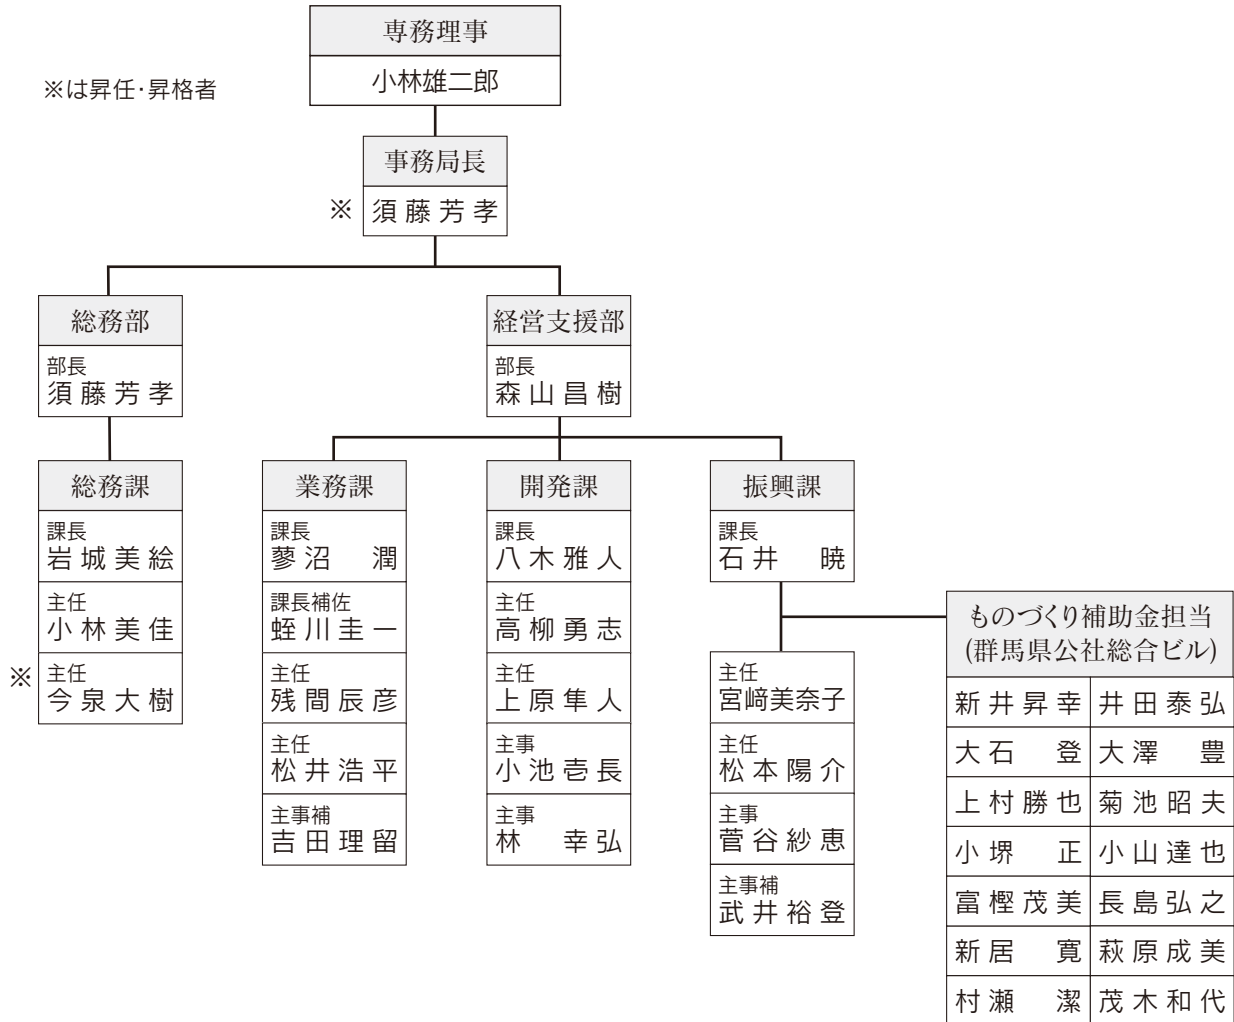 専務理事
小林雄二郎
※は昇任・昇格者
事務局長
※ 須藤芳孝
総務部
部長
須藤芳孝
経営支援部
部長
森山昌樹
総務課
課長
岩城美絵
主任
小林美佳
主任
※ 今泉大樹
業務課
課長
蓼沼 潤
課長補佐
蛭川圭一
主任
残間辰彦
主任
松井浩平
主事補
吉田理留
開発課
課長
八木雅人
主任
高柳勇志
主任
上原隼人
主事
小池壱長
主事
林 幸弘
振興課
課長
石井 暁
主任
宮﨑美奈子
主任
松本陽介
主事
菅谷紗恵
主事補
武井裕登
ものづくり補助金担当
(群馬県公社総合ビル)
新井昇幸 井田泰弘
大石 登 大澤 豊
上村勝也 菊池昭夫
小堺 正 小山達也
富樫茂美 長島弘之
新居 寛 萩原成美
村瀬 潔 茂木和代